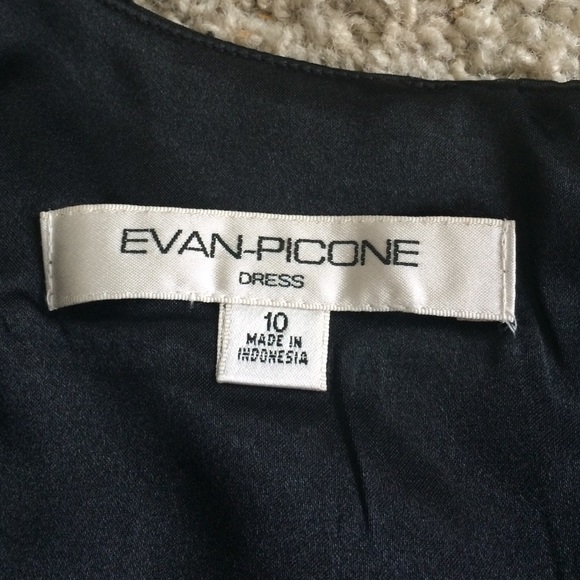 EVAN-PICONE
DRESS
10
MADE IN
INDONESIA